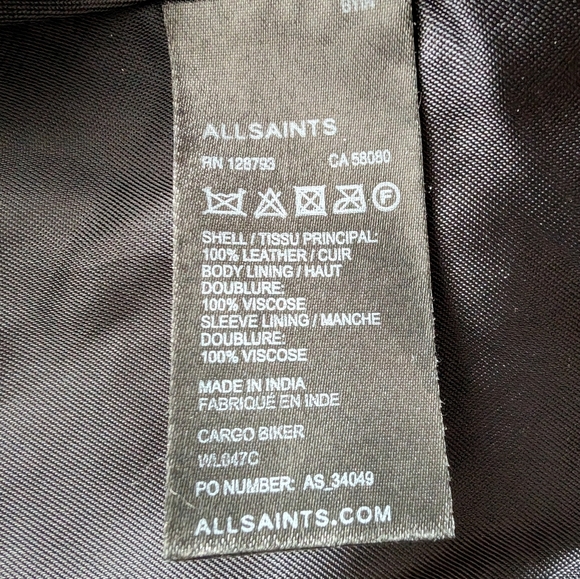 ALLSAINTS
RN 128793 CA 58080
F
SHELL / TISSU PRINCIPAL:
100% LEATHER / CUIR
BODY LINING / HAUT
DOUBLURE:
100% VISCOSE
SLEEVE LINING / MANCHE
DOUBLURE:
100% VISCOSE
MADE IN INDIA
FABRIQUE EN INDE
CARGO BIKER
WL047C
PO NUMBER: AS_34049
ALLSAINTS.COM